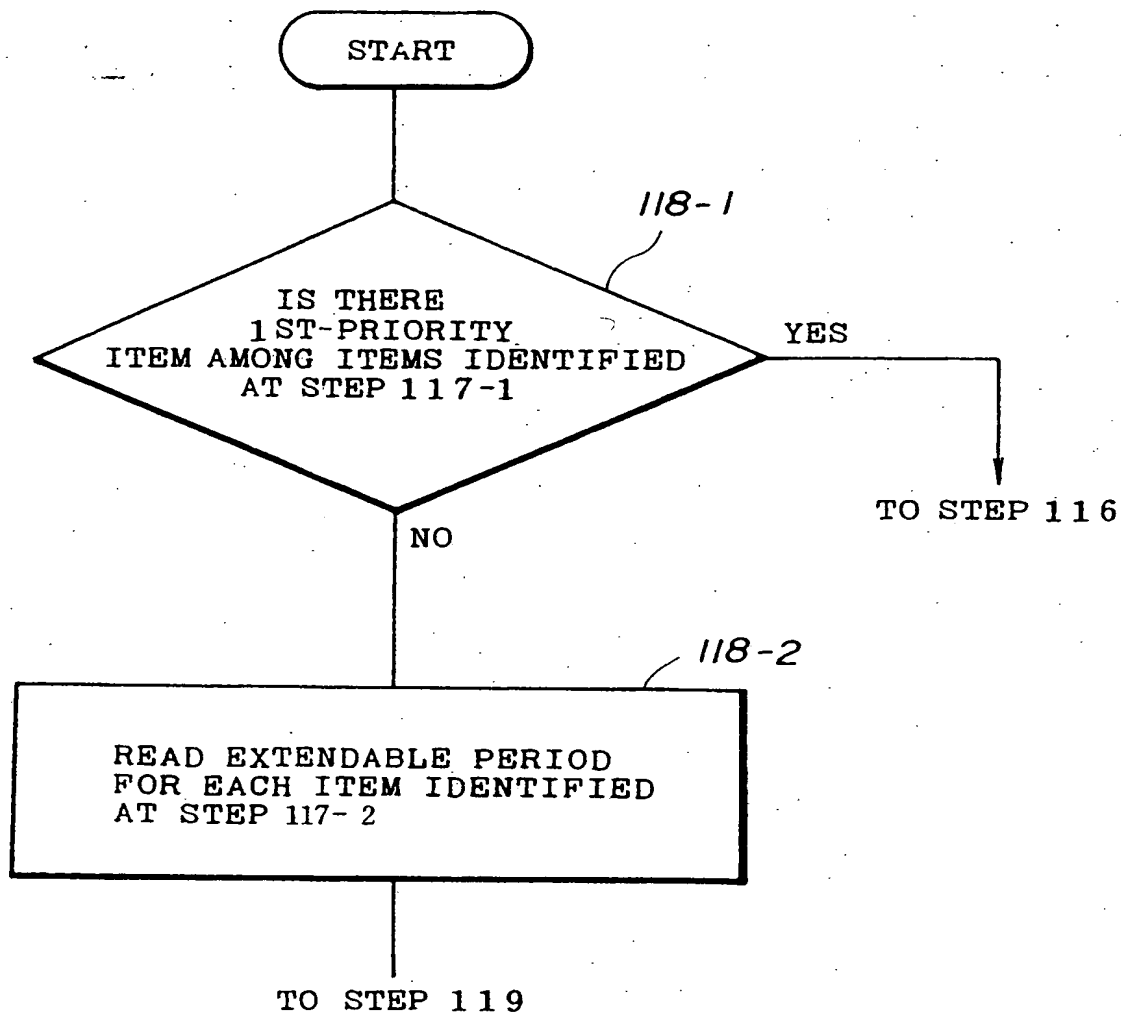 START
118-1
IS THERE
1ST-PRIORITY
ITEM AMONG ITEMS IDENTIFIED
AT STEP 117-1
YES
TO STEP 116
NO
118-2
READ EXTENDABLE PERIOD
FOR EACH ITEM IDENTIFIED
AT STEP 117-2
TO STEP 119